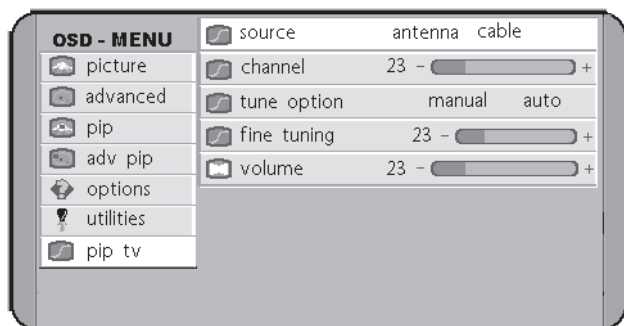 OSD - MENU
picture
advanced
pip
adv pip
options
utilities
pip tv
source antenna cable
channel 23 - +
tune option manual auto
fine tuning 23 - +
volume 23 - +